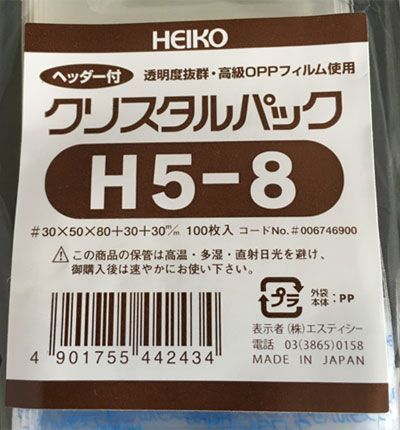 HEIKO
ヘッダー付 透明度抜群・高級OPPフィルム使用
クリスタルパック
H5-8
#30×50×80+30+30m/m 100枚入 コードNo.#006746900
⚠この商品の保管は高温・多湿・直射日光を避け、
御購入後は速やかにお使い下さい。
プラ 外袋 本体 : PP
表示者 (株)エスティシー
電話 03(3865)0158
MADE IN JAPAN
4 901755 442434